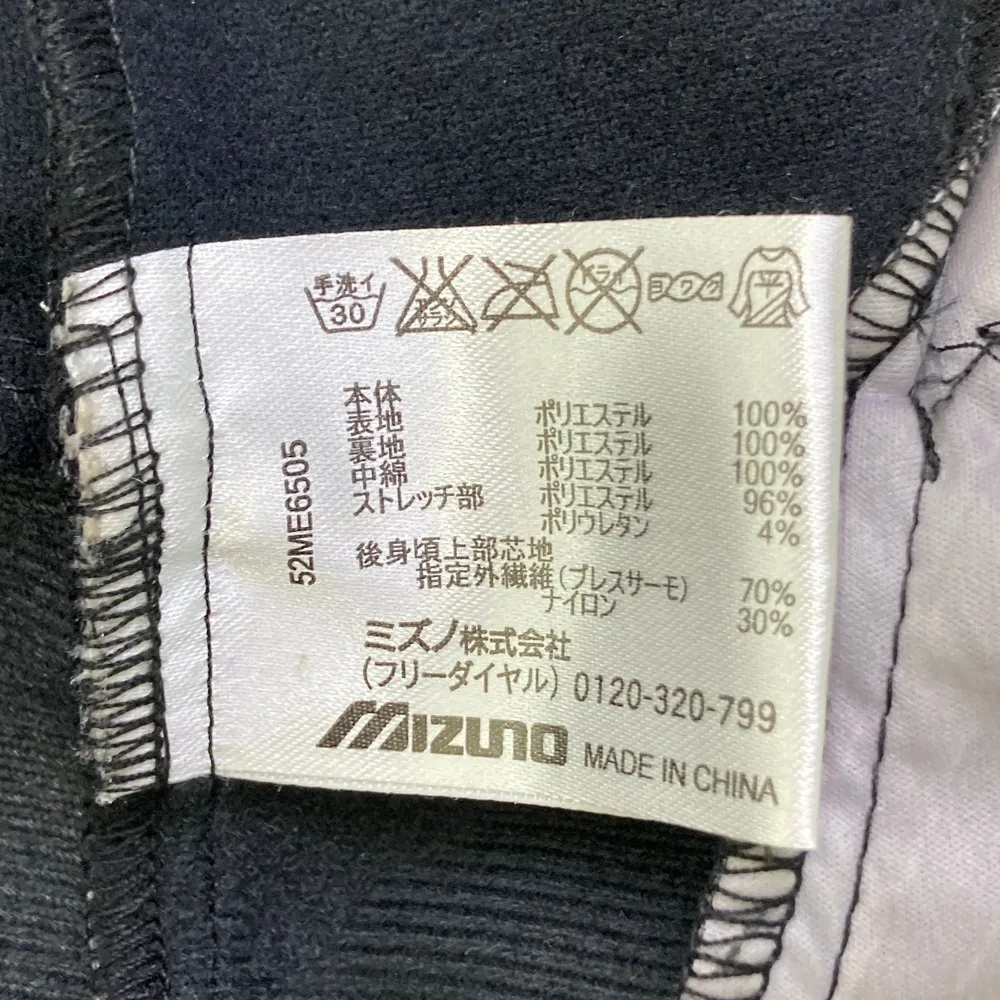 手洗イ
30
エンソ
サラシ
ドライ
ヨワク
平
52ME6505
本体
表地 ポリエステル 100%
裏地 ポリエステル 100%
中綿 ポリエステル 100%
ストレッチ部 ポリエステル 96%
ポリウレタン 4%
後身頃上部芯地
指定外繊維(ブレスサーモ) 70%
ナイロン 30%
ミズノ株式会社
(フリーダイヤル) 0120-320-799
MIZUNO MADE IN CHINA